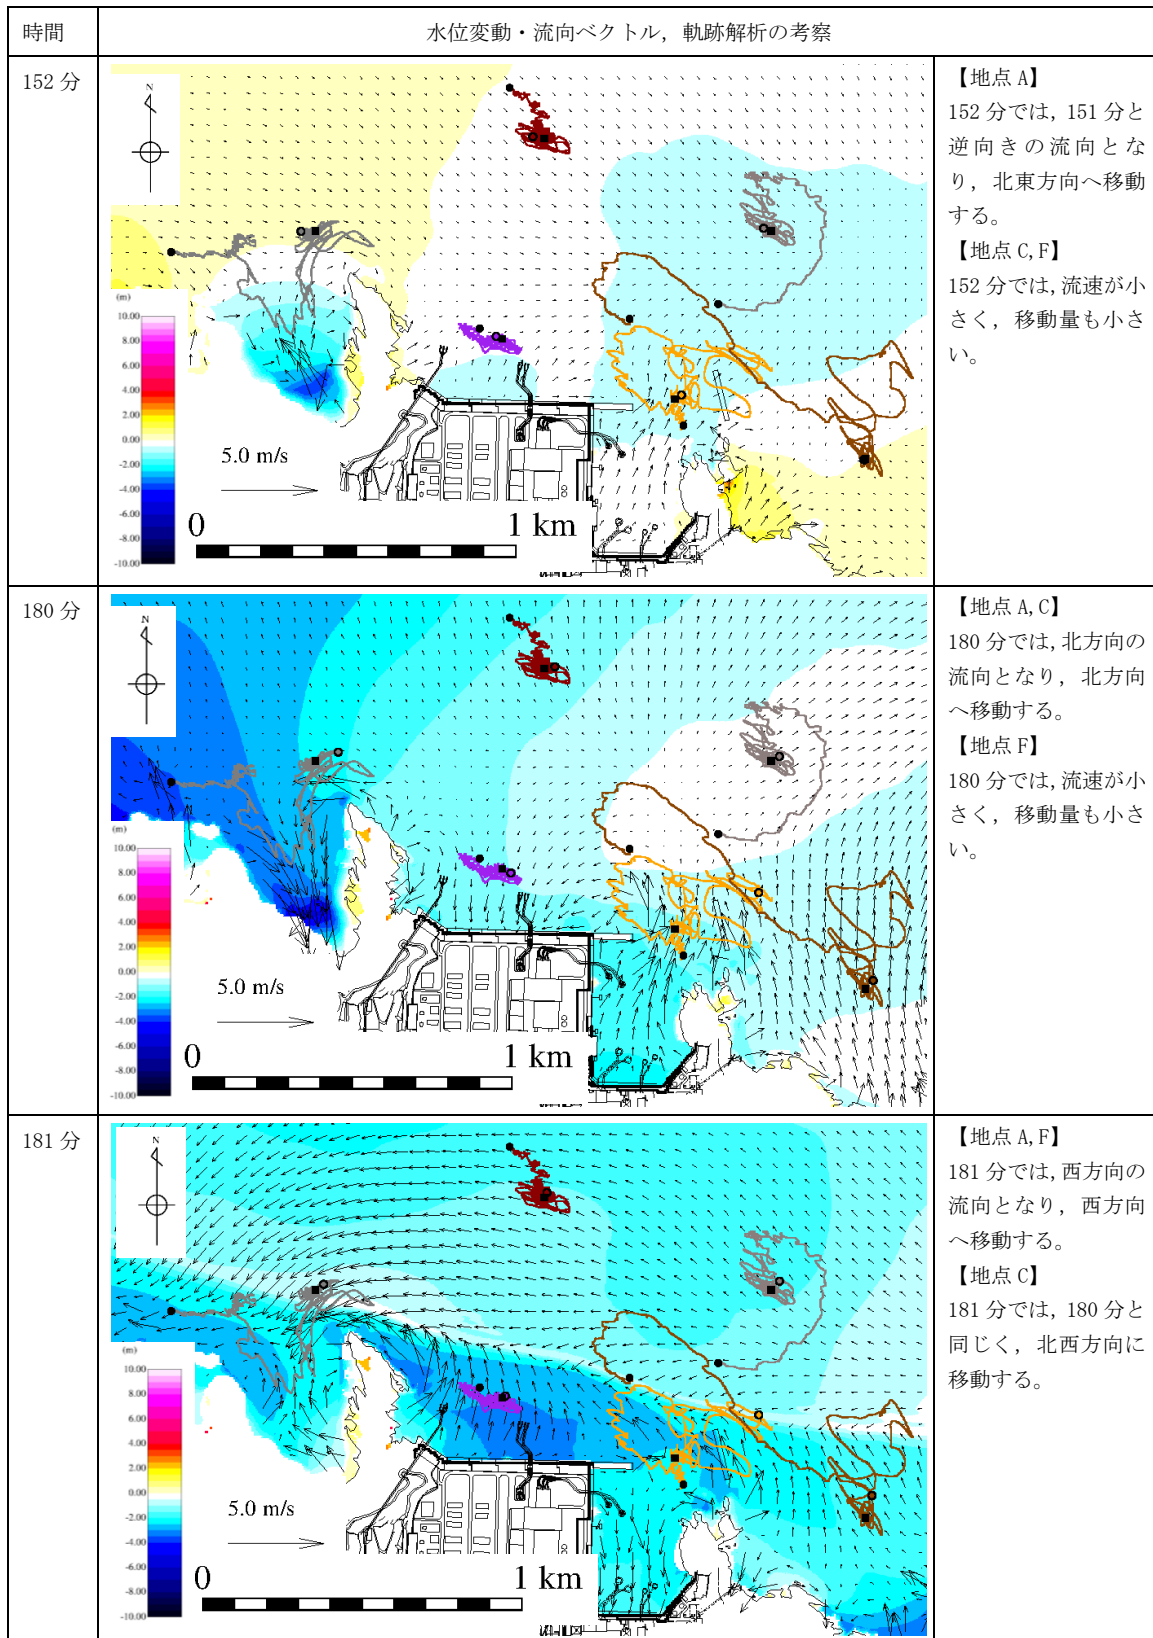 時間
水位変動・流向ベクトル，軌跡解析の考察
152 分
N
(m)
10.00
8.00
6.00
4.00
2.00
0.00
-2.00
-4.00
-6.00
-8.00
-10.00
5.0 m/s
0
1 km
【地点 A】
152 分では，151 分と
逆向きの流向とな
り，北東方向へ移動
する。
【地点 C, F】
152 分では，流速が小
さく，移動量も小さ
い。
180 分
N
(m)
10.00
8.00
6.00
4.00
2.00
0.00
-2.00
-4.00
-6.00
-8.00
-10.00
5.0 m/s
0
1 km
【地点 A, C】
180 分では，北方向の
流向となり，北方向
へ移動する。
【地点 F】
180 分では，流速が小
さく，移動量も小さ
い。
181 分
N
(m)
10.00
8.00
6.00
4.00
2.00
0.00
-2.00
-4.00
-6.00
-8.00
-10.00
5.0 m/s
0
1 km
【地点 A, F】
181 分では，西方向の
流向となり，西方向
へ移動する。
【地点 C】
181 分では，180 分と
同じく，北西方向に
移動する。